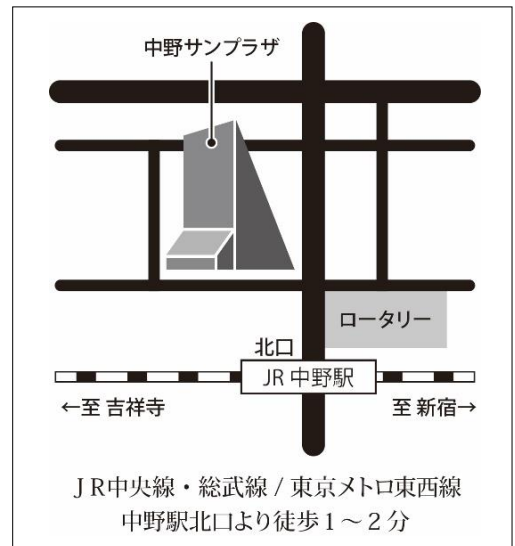 中野サンプラザ
ロータリー
北口
JR 中野駅
←至 吉祥寺
至 新宿→
ＪＲ中央線・総武線 / 東京メトロ東西線
中野駅北口より徒歩１～２分